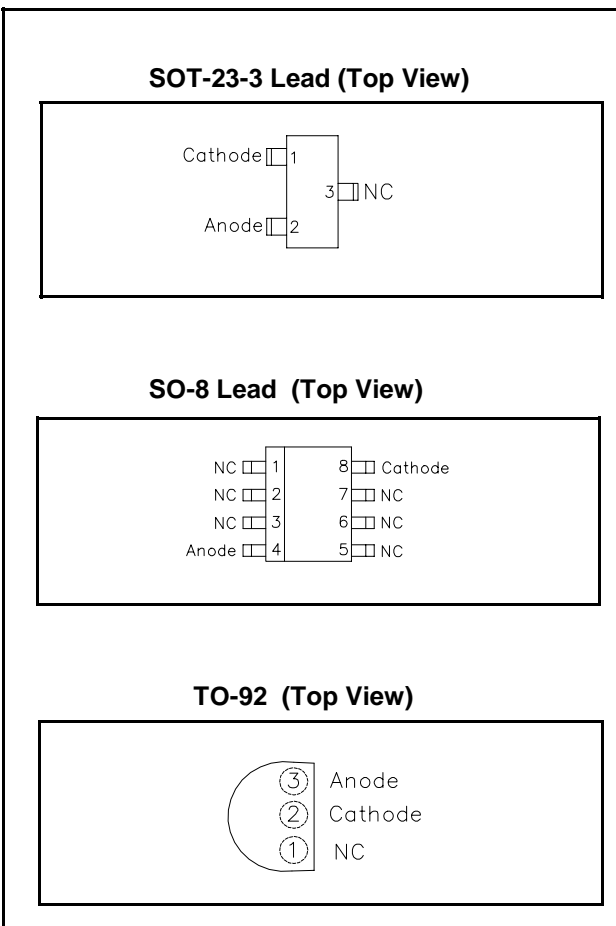 SOT-23-3 Lead (Top View)
Cathode 1
3 NC
Anode 2
SO-8 Lead (Top View)
NC 1 8 Cathode
NC 2 7 NC
NC 3 6 NC
Anode 4 5 NC
TO-92 (Top View)
3 Anode
2 Cathode
1 NC